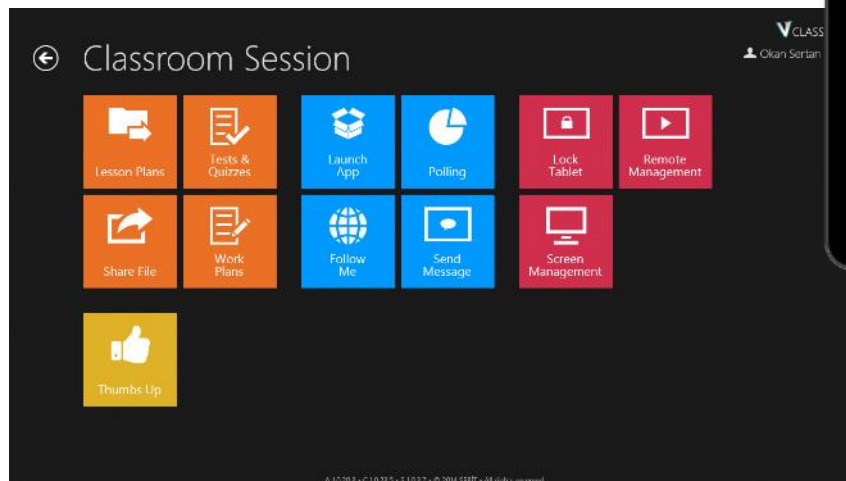 VCLASS
Classroom Session
Okan Sertan
Lesson Plans
Tests &
Quizzes
Launch
App
Polling
Lock
Tablet
Remote
Management
Share File
Work
Plans
Follow
Me
Send
Message
Screen
Management
Thumbs Up